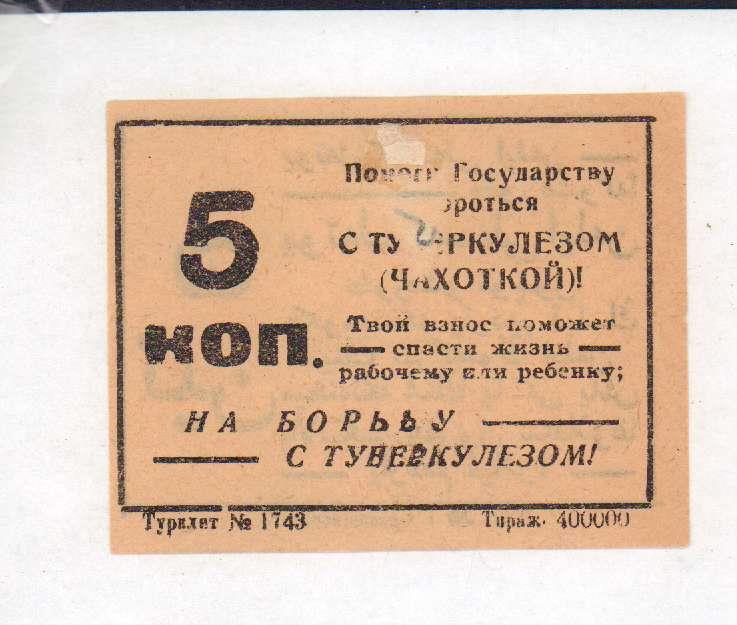 5
коп.
Помоги Государству
бороться
С ТУБЕРКУЛЕЗОМ
(ЧАХОТКОЙ)!
Твой взнос поможет
— спасти жизнь —
рабочему или ребенку;
НА БОРЬБУ —
— С ТУБЕРКУЛЕЗОМ!
№ 1743
Тираж 400000